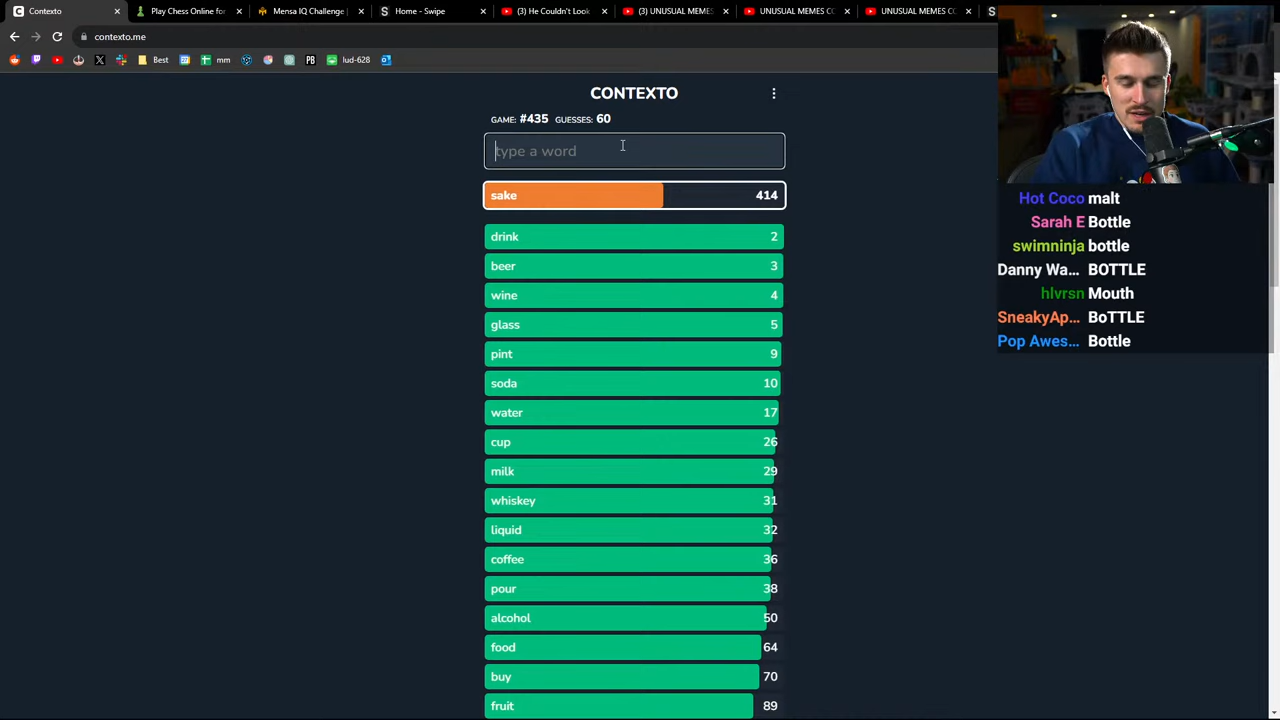 Contexto
Play Chess Online for
Mensa IQ Challenge |
Home - Swipe
(3) He Couldn't Look
(3) UNUSUAL MEMES
UNUSUAL MEMES CO
UNUSUAL MEMES CO
contexto.me
Best
mm
PB
lud-628
CONTEXTO
GAME: #435 GUESSES: 60
type a word
sake 414
drink 2
beer 3
wine 4
glass 5
pint 9
soda 10
water 17
cup 26
milk 29
whiskey 31
liquid 32
coffee 36
pour 38
alcohol 50
food 64
buy 70
fruit 89
Hot Coco malt
Sarah E Bottle
swimninja bottle
Danny Wa... BOTTLE
hlvrsn Mouth
SneakyAp... BoTTLE
Pop Awes... Bottle